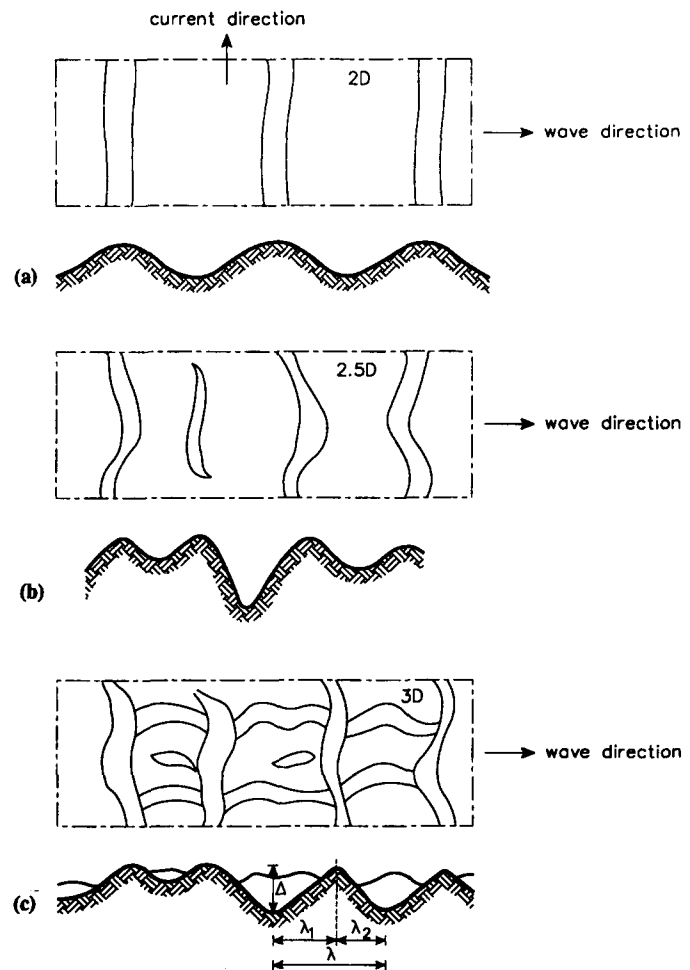 current direction
2D
wave direction
(a)
2.5D
wave direction
(b)
3D
wave direction
(c)
Δ
λ1 λ2
λ